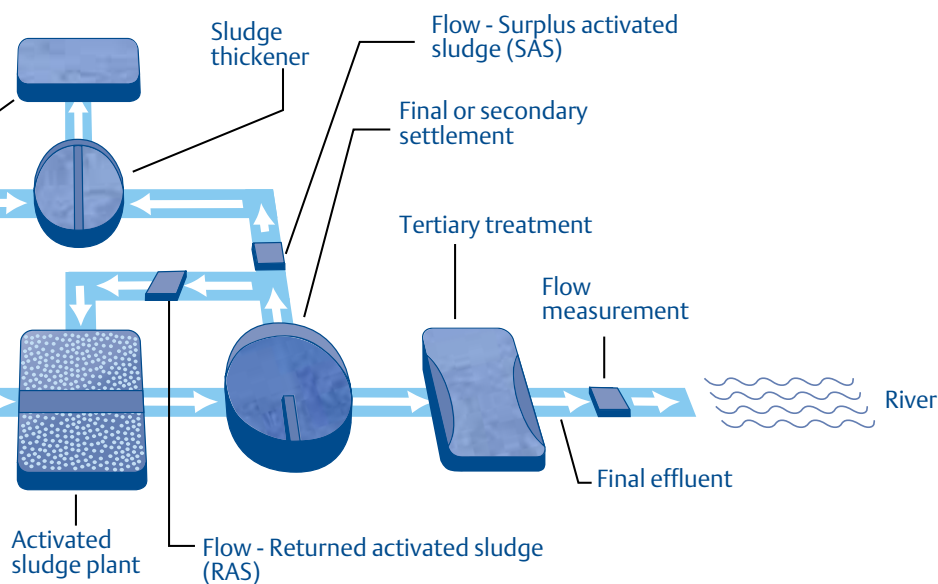 Sludge
thickener
Flow - Surplus activated
sludge (SAS)
Final or secondary
settlement
Tertiary treatment
Flow
measurement
River
Final effluent
Activated
sludge plant
Flow - Returned activated sludge
(RAS)